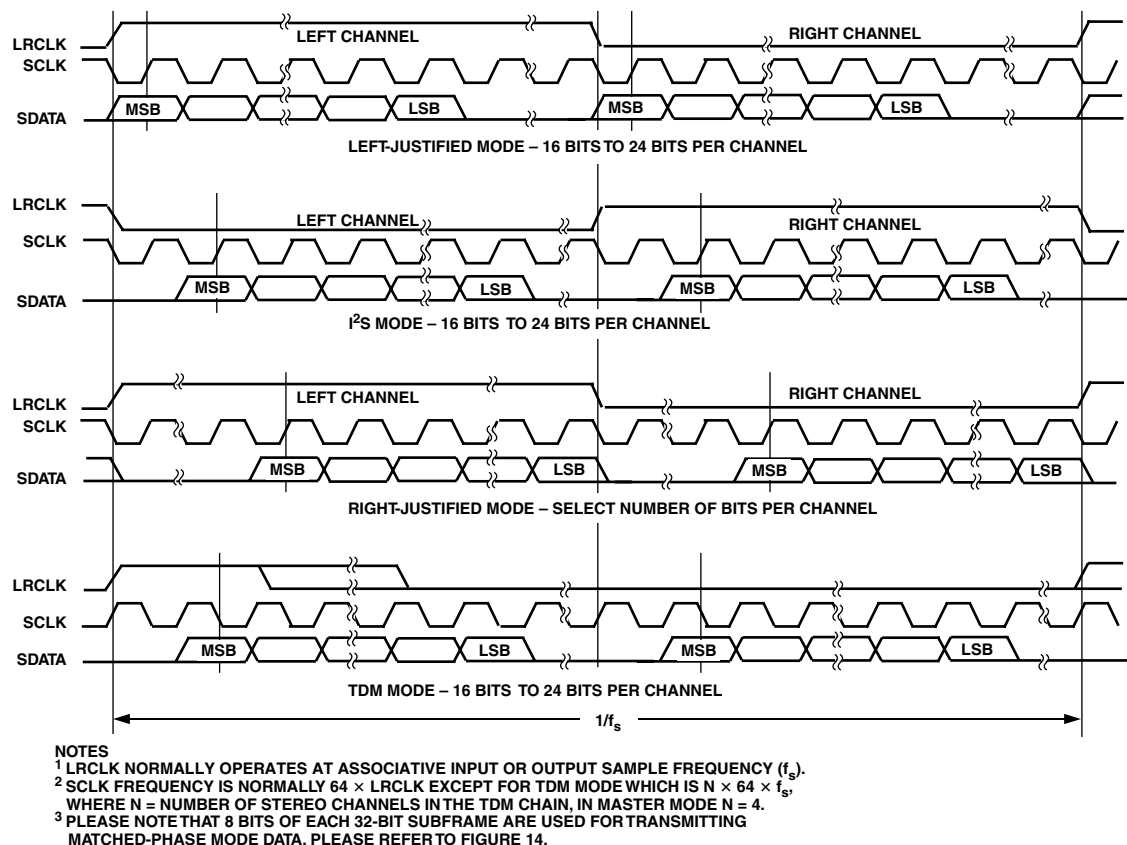 LRCLK LEFT CHANNEL RIGHT CHANNEL
SCLK
SDATA MSB LSB MSB LSB
LEFT-JUSTIFIED MODE – 16 BITS TO 24 BITS PER CHANNEL
LRCLK LEFT CHANNEL RIGHT CHANNEL
SCLK
SDATA MSB LSB MSB LSB
I²S MODE – 16 BITS TO 24 BITS PER CHANNEL
LRCLK LEFT CHANNEL RIGHT CHANNEL
SCLK
SDATA MSB LSB MSB LSB
RIGHT-JUSTIFIED MODE – SELECT NUMBER OF BITS PER CHANNEL
LRCLK
SCLK
SDATA MSB LSB MSB LSB
TDM MODE – 16 BITS TO 24 BITS PER CHANNEL
1/fs
NOTES
¹ LRCLK NORMALLY OPERATES AT ASSOCIATIVE INPUT OR OUTPUT SAMPLE FREQUENCY (fs).
² SCLK FREQUENCY IS NORMALLY 64 × LRCLK EXCEPT FOR TDM MODE WHICH IS N × 64 × fs,
WHERE N = NUMBER OF STEREO CHANNELS IN THE TDM CHAIN, IN MASTER MODE N = 4.
³ PLEASE NOTE THAT 8 BITS OF EACH 32-BIT SUBFRAME ARE USED FOR TRANSMITTING
MATCHED-PHASE MODE DATA. PLEASE REFER TO FIGURE 14.